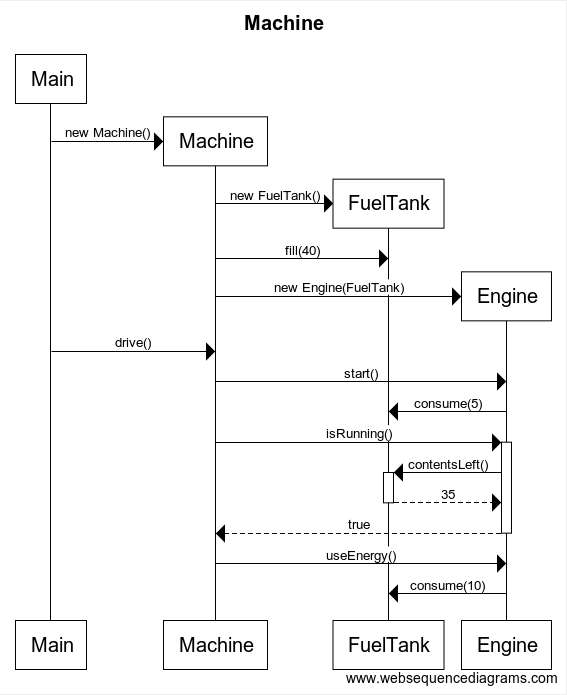 Machine
Main
new Machine()
Machine
new FuelTank()
FuelTank
fill(40)
new Engine(FuelTank)
Engine
drive()
start()
consume(5)
isRunning()
contentsLeft()
35
true
useEnergy()
consume(10)
Main
Machine
FuelTank
Engine
www.websequencediagrams.com